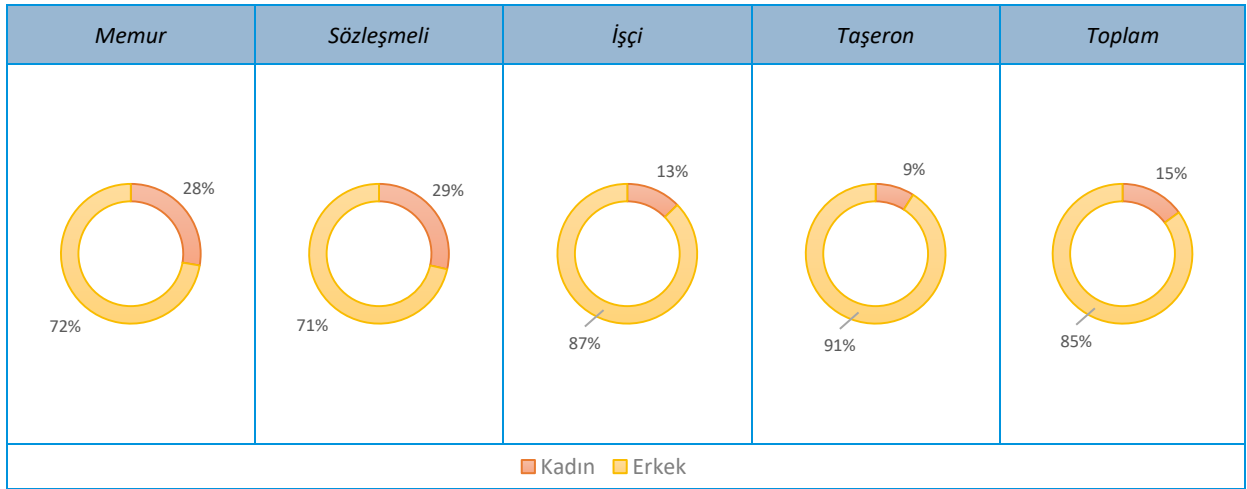 Memur Sözleşmeli İşçi Taşeron Toplam
28% 29% 13% 9% 15%
72% 71% 87% 91% 85%
Kadın Erkek